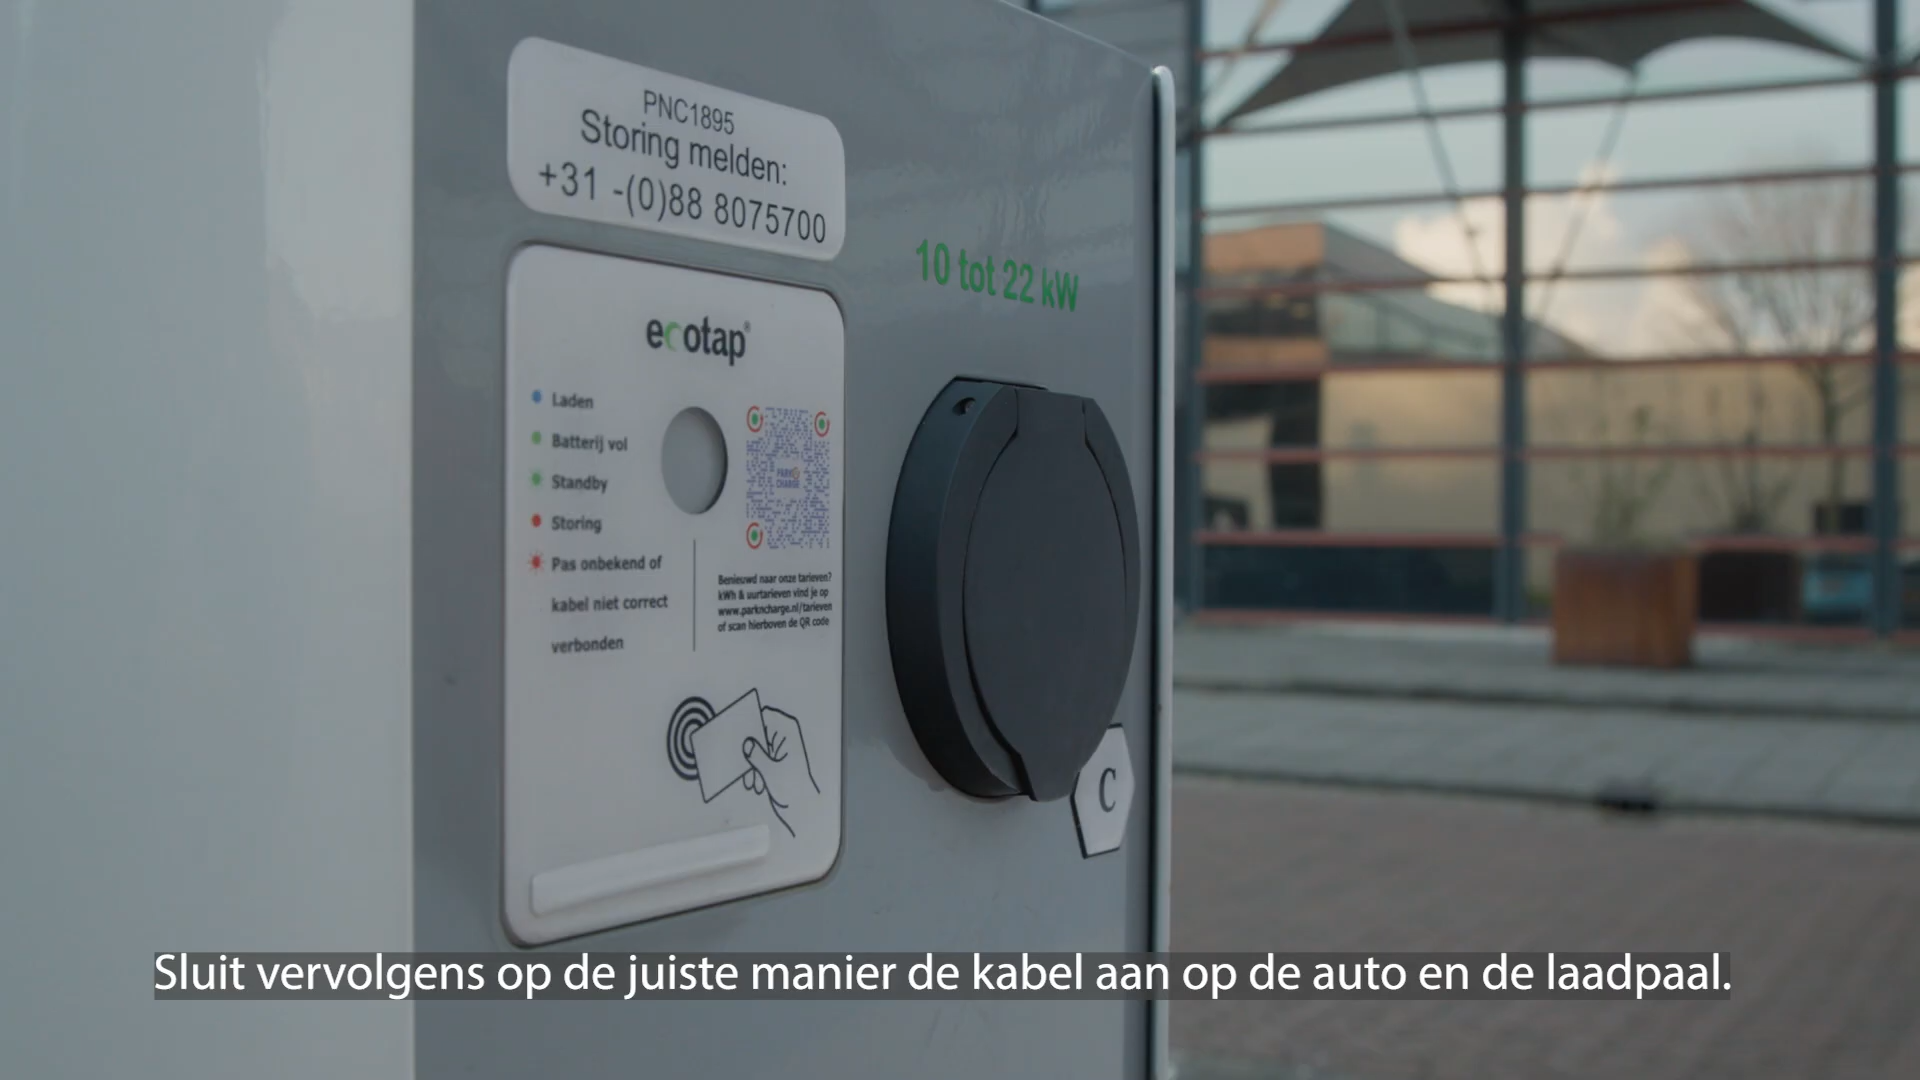 PNC1895
Storing melden:
+31 -(0)88 8075700
10 tot 22 kW
ecotap®
Laden
Batterij vol
Standby
Storing
Pas onbekend of
kabel niet correct
verbonden
PARK
CHARGE
Benieuwd naar onze tarieven?
kWh & uurtarieven vind je op
www.parkncharge.nl/tarieven
of scan hierboven de QR code
C
Sluit vervolgens op de juiste manier de kabel aan op de auto en de laadpaal.